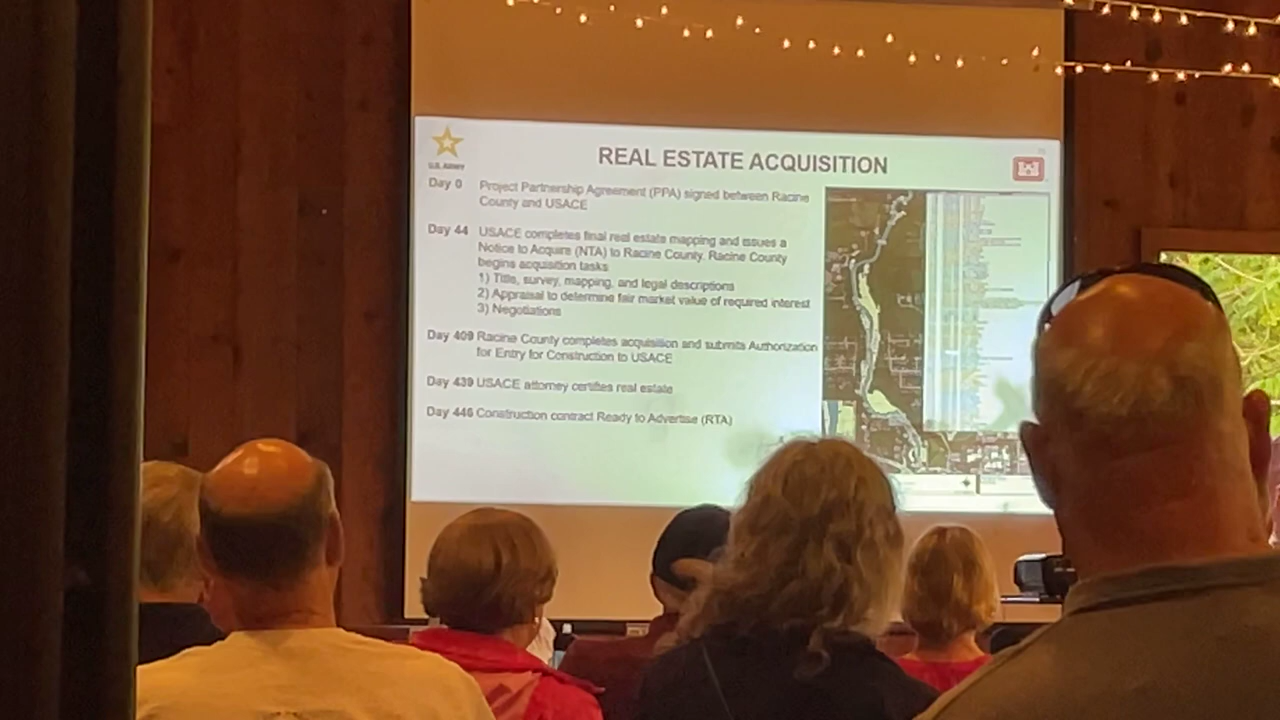 REAL ESTATE ACQUISITION
U.S. ARMY
Day 0 Project Partnership Agreement (PPA) signed between Racine
County and USACE
Day 44 USACE completes final real estate mapping and issues a
Notice to Acquire (NTA) to Racine County. Racine County
begins acquisition tasks
1) Title, survey, mapping, and legal descriptions
2) Appraisal to determine fair market value of required interest
3) Negotiations
Day 409 Racine County completes acquisition and submits Authorization
for Entry for Construction to USACE
Day 439 USACE attorney certifies real estate
Day 446 Construction contract Ready to Advertise (RTA)